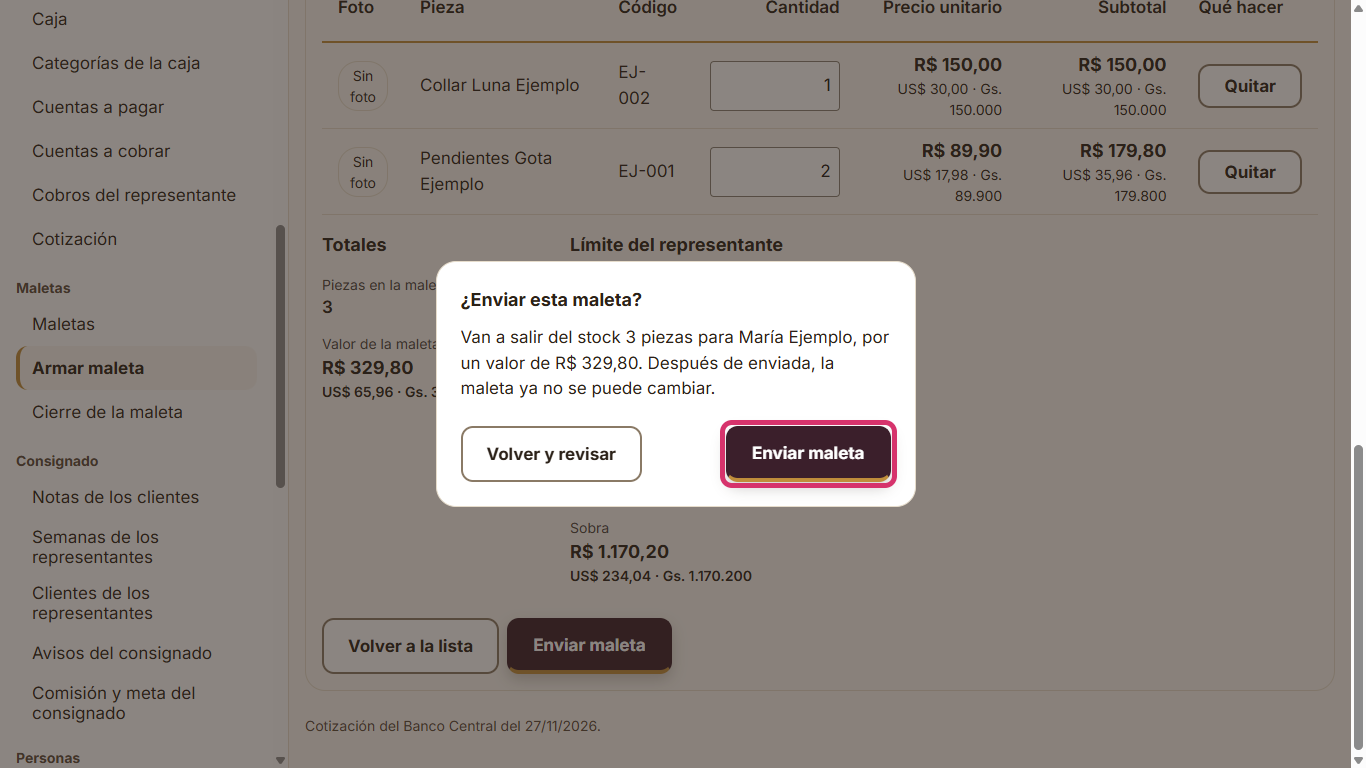 Caja
Categorías de la caja
Cuentas a pagar
Cuentas a cobrar
Cobros del representante
Cotización
Maletas
Maletas
Armar maleta
Cierre de la maleta
Consignado
Notas de los clientes
Semanas de los
representantes
Clientes de los
representantes
Avisos del consignado
Comisión y meta del
consignado
Personas
Foto Pieza Código Cantidad Precio unitario Subtotal Qué hacer
Sin
foto
Collar Luna Ejemplo
EJ-
002
1
R$ 150,00
US$ 30,00 · Gs.
150.000
R$ 150,00
US$ 30,00 · Gs.
150.000
Quitar
Sin
foto
Pendientes Gota
Ejemplo
EJ-001
2
R$ 89,90
US$ 17,98 · Gs.
89.900
R$ 179,80
US$ 35,96 · Gs.
179.800
Quitar
Totales
Piezas en la male
3
Valor de la maleta
R$ 329,80
US$ 65,96 · Gs. 3
Límite del representante
¿Enviar esta maleta?
Van a salir del stock 3 piezas para María Ejemplo, por
un valor de R$ 329,80. Después de enviada, la
maleta ya no se puede cambiar.
Volver y revisar
Enviar maleta
Sobra
R$ 1.170,20
US$ 234,04 · Gs. 1.170.200
Volver a la lista
Enviar maleta
Cotización del Banco Central del 27/11/2026.